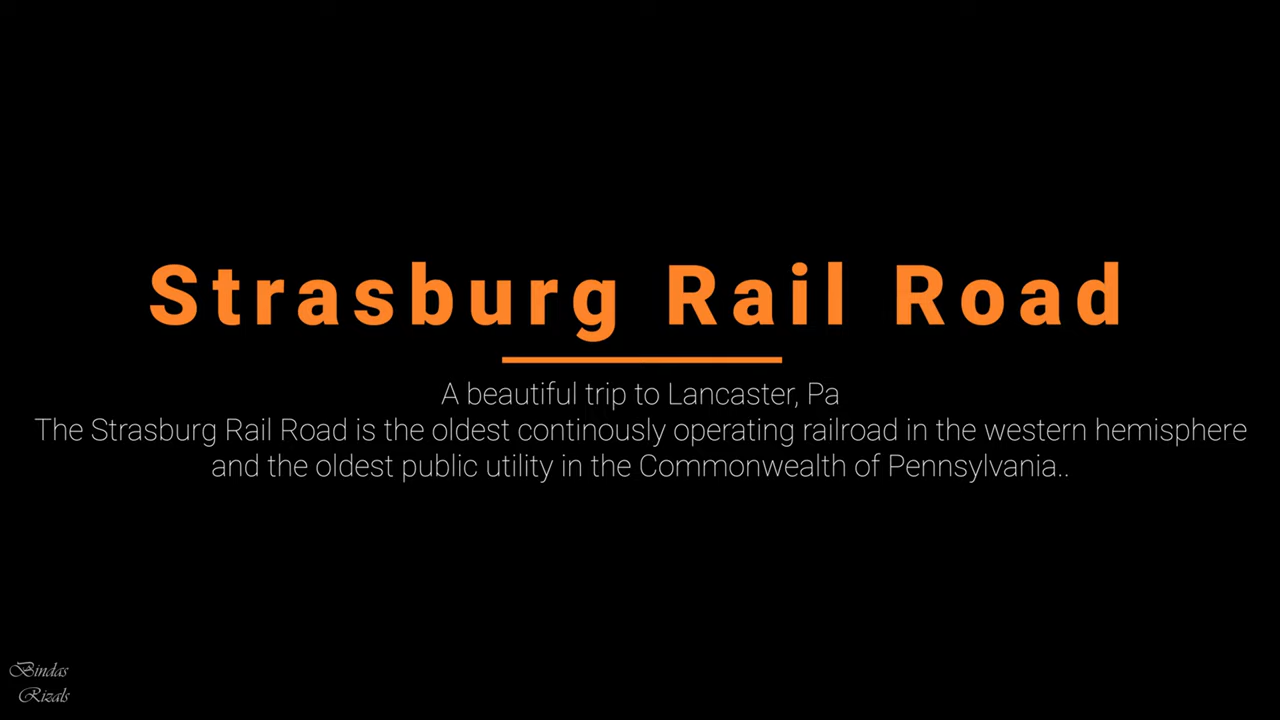 Strasburg Rail Road
A beautiful trip to Lancaster, Pa
The Strasburg Rail Road is the oldest continously operating railroad in the western hemisphere
and the oldest public utility in the Commonwealth of Pennsylvania..
Bindas
Rizals